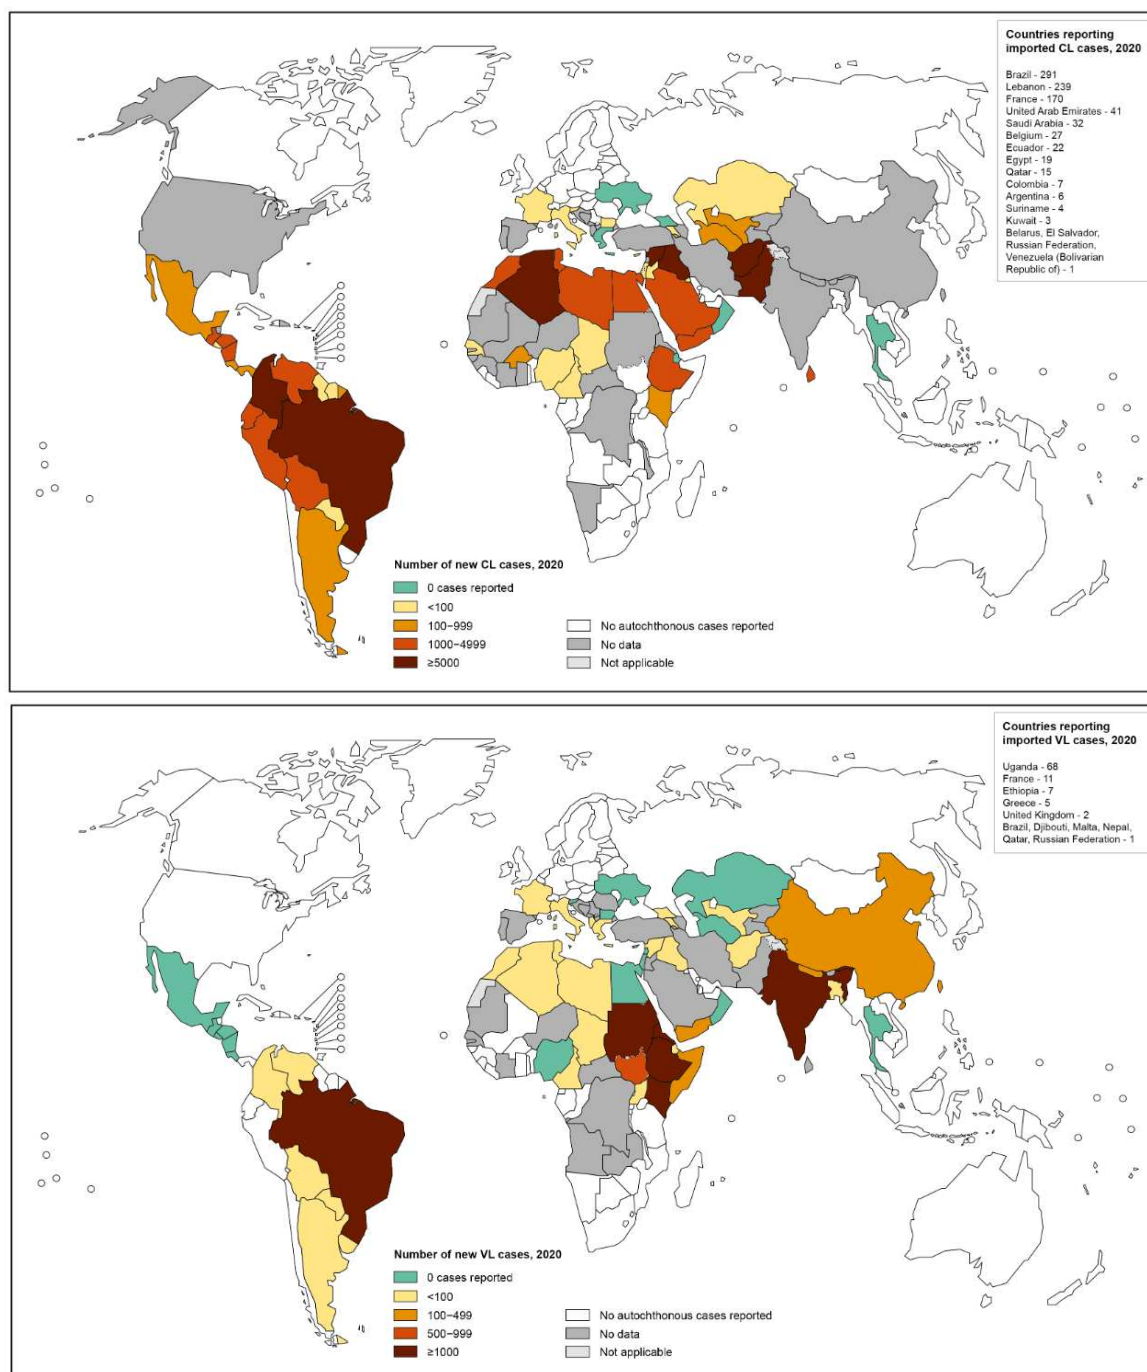 Countries reporting
imported CL cases, 2020
Brazil - 291
Lebanon - 239
France - 170
United Arab Emirates - 41
Saudi Arabia - 32
Belgium - 27
Ecuador - 22
Egypt - 19
Qatar - 15
Colombia - 7
Argentina - 6
Suriname - 4
Kuwait - 3
Belarus, El Salvador,
Russian Federation,
Venezuela (Bolivarian
Republic of) - 1
Number of new CL cases, 2020
0 cases reported
<100
100–999
1000–4999
≥5000
No autochthonous cases reported
No data
Not applicable
Countries reporting
imported VL cases, 2020
Uganda - 68
France - 11
Ethiopia - 7
Greece - 5
United Kingdom - 2
Brazil, Djibouti, Malta, Nepal,
Qatar, Russian Federation - 1
Number of new VL cases, 2020
0 cases reported
<100
100–499
500–999
≥1000
No autochthonous cases reported
No data
Not applicable